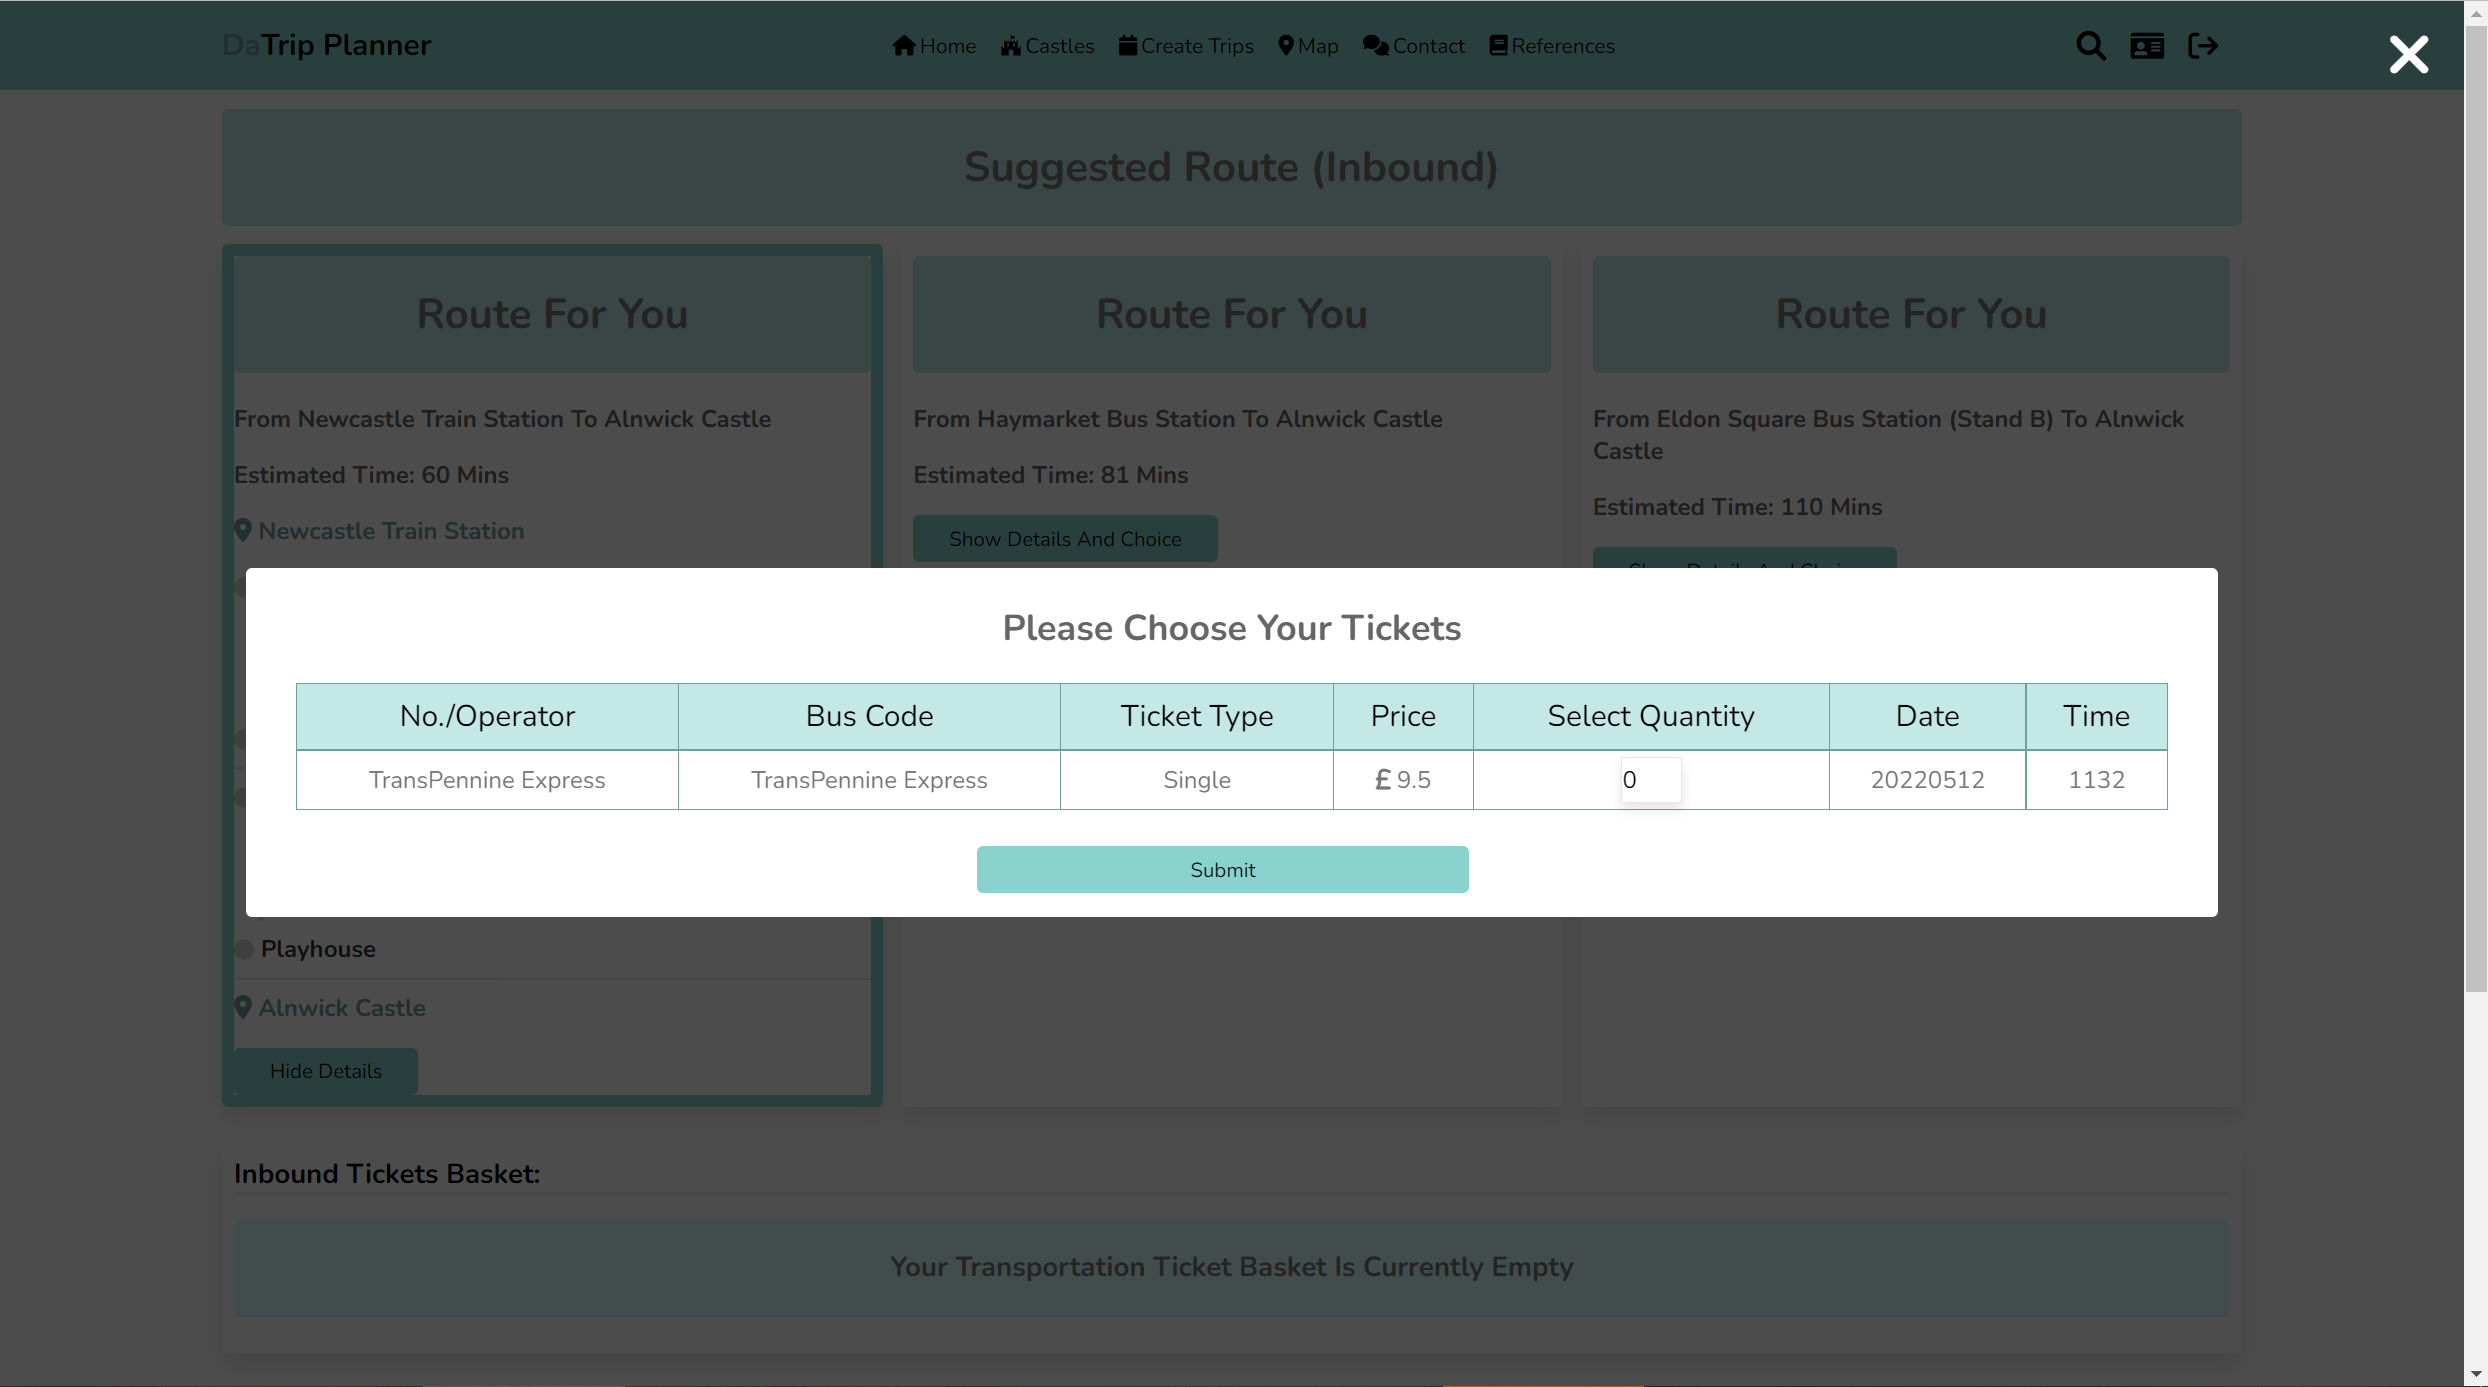 DaTrip Planner
Home Castles Create Trips Map Contact References
Suggested Route (Inbound)
Route For You
From Newcastle Train Station To Alnwick Castle
Estimated Time: 60 Mins
Newcastle Train Station
Route For You
From Haymarket Bus Station To Alnwick Castle
Estimated Time: 81 Mins
Show Details And Choice
Route For You
From Eldon Square Bus Station (Stand B) To Alnwick
Castle
Estimated Time: 110 Mins
Show Details And Choice
Please Choose Your Tickets
No./Operator Bus Code Ticket Type Price Select Quantity Date Time
TransPennine Express TransPennine Express Single £ 9.5 0 20220512 1132
Submit
Playhouse
Alnwick Castle
Hide Details
Inbound Tickets Basket:
Your Transportation Ticket Basket Is Currently Empty